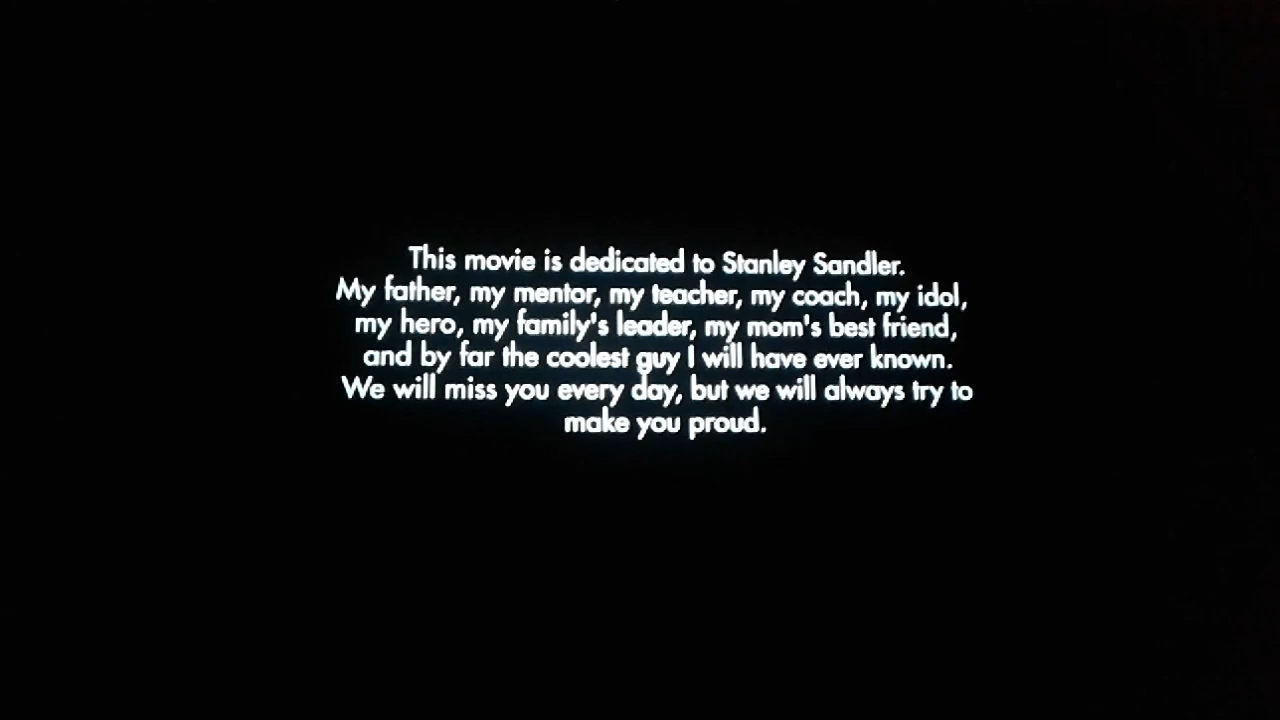 This movie is dedicated to Stanley Sandler.
My father, my mentor, my teacher, my coach, my idol,
my hero, my family's leader, my mom's best friend,
and by far the coolest guy I will have ever known.
We will miss you every day, but we will always try to
make you proud.